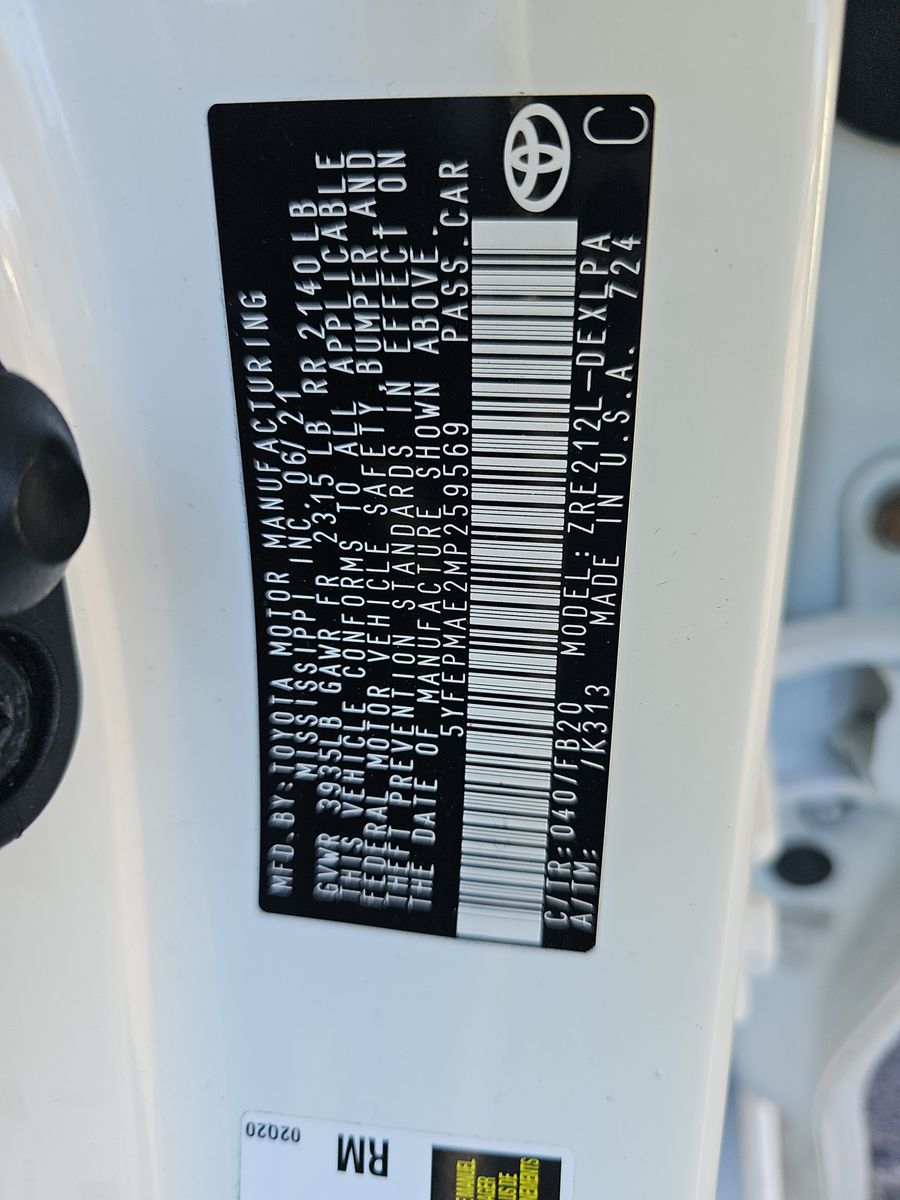 MFD.BY:TOYOTA MOTOR MANUFACTURING
MISSISSIPPI INC. 06/21
GVWR 3935LB GAWR FR 2315 LB RR 2140LB
THIS VEHICLE CONFORMS TO ALL APPLICABLE
FEDERAL MOTOR VEHICLE SAFETY, BUMPER AND
THEFT PREVENTION STANDARDS IN EFFECT ON
THE DATE OF MANUFACTURE SHOWN ABOVE.
5YFEPMAE2MP259569 PASS.CAR
C/TR:040/FB20 MODEL:ZRE212L-DEXLPA
A/TM: /K313 MADE IN U.S.A. 724
C
02020
RM